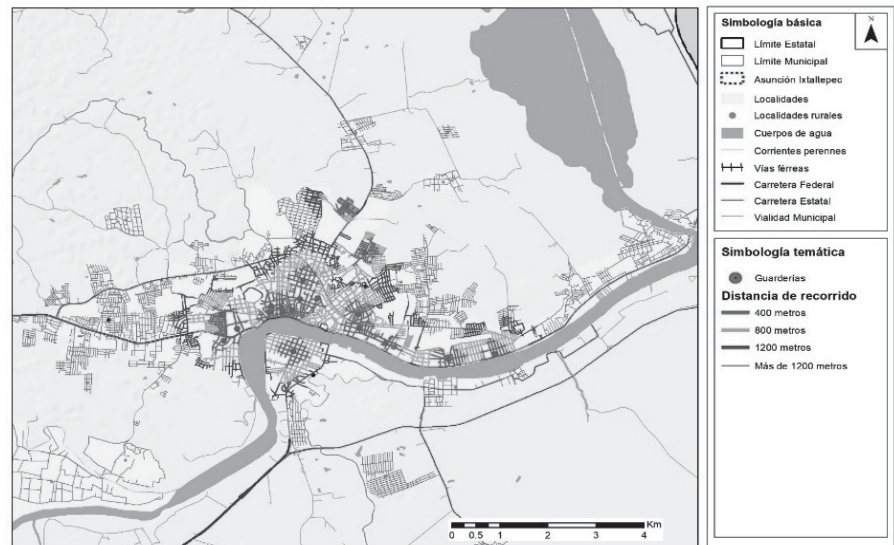 Simbología básica
N
Límite Estatal
Límite Municipal
Asunción Ixtaltepec
Localidades
Localidades rurales
Cuerpos de agua
Corrientes perennes
Vías férreas
Carretera Federal
Carretera Estatal
Vialidad Municipal
Simbología temática
Guarderías
Distancia de recorrido
400 metros
800 metros
1200 metros
Más de 1200 metros
Km
0 0.5 1 2 3 4